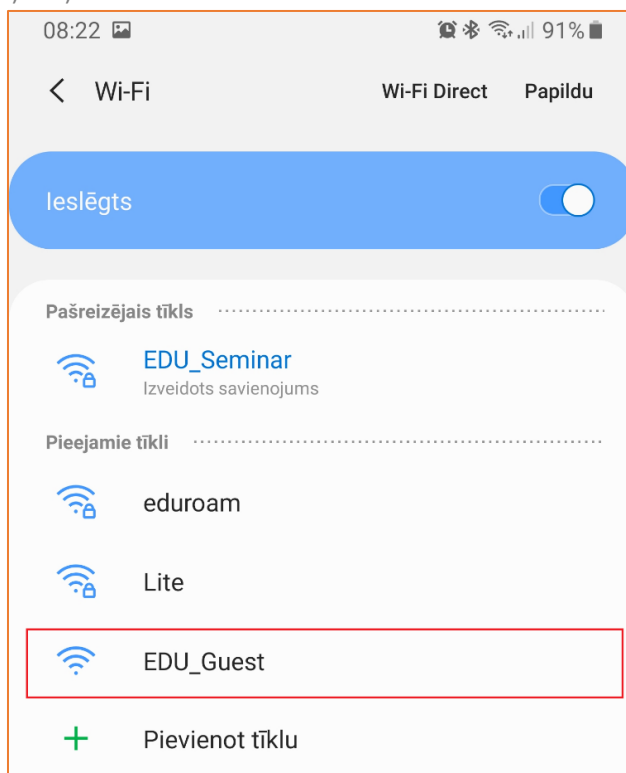 08:22 91%
Wi-Fi Wi-Fi Direct Papildu
Ieslēgts
Pašreizējais tīkls
EDU_Seminar
Izveidots savienojums
Pieejamie tīkli
eduroam
Lite
EDU_Guest
Pievienot tīklu